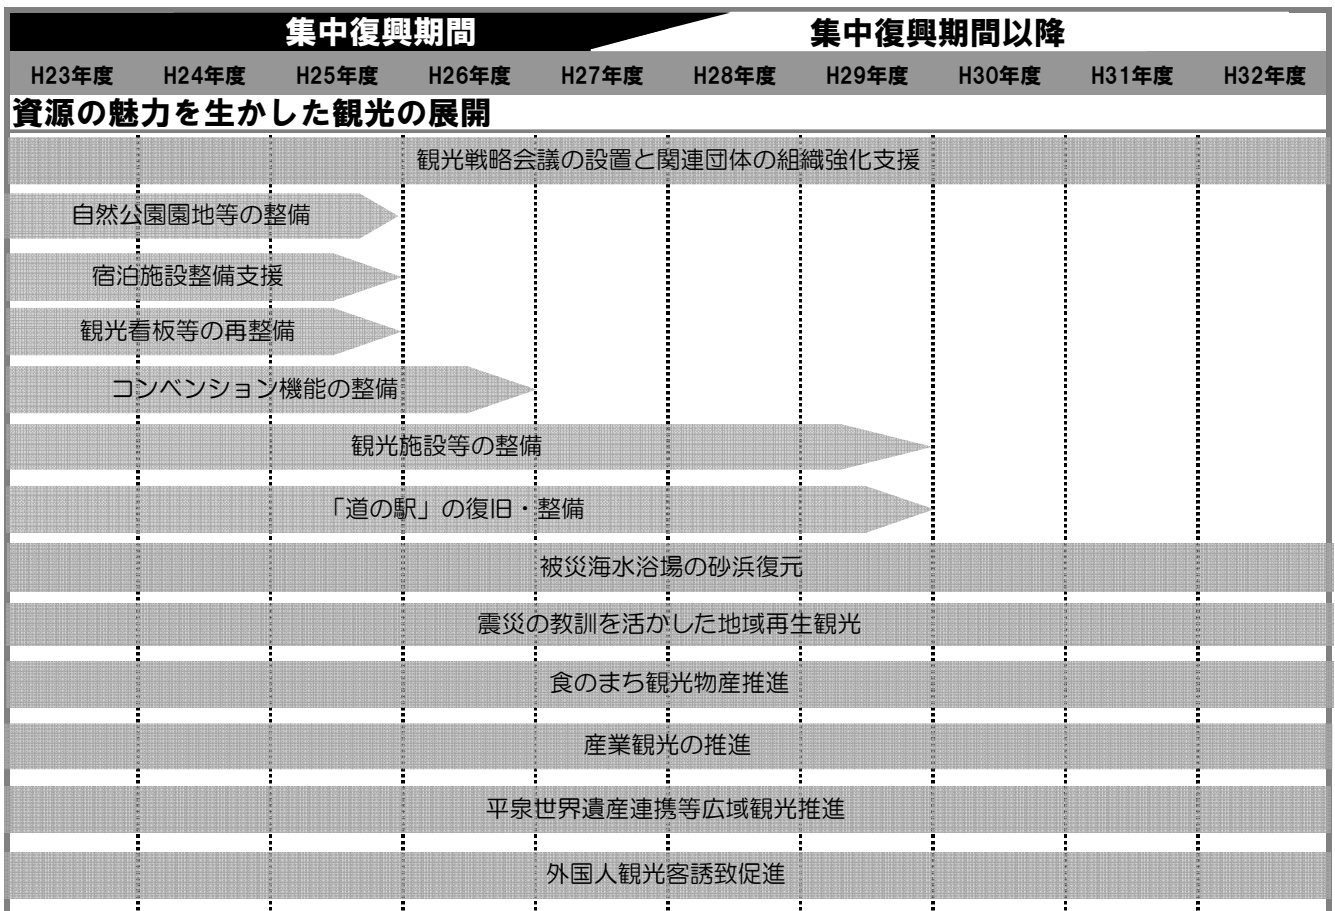 集中復興期間 集中復興期間以降
H23年度 H24年度 H25年度 H26年度 H27年度 H28年度 H29年度 H30年度 H31年度 H32年度
資源の魅力を生かした観光の展開
観光戦略会議の設置と関連団体の組織強化支援
自然公園園地等の整備
宿泊施設整備支援
観光看板等の再整備
コンベンション機能の整備
観光施設等の整備
「道の駅」の復旧・整備
被災海水浴場の砂浜復元
震災の教訓を活かした地域再生観光
食のまち観光物産推進
産業観光の推進
平泉世界遺産連携等広域観光推進
外国人観光客誘致促進